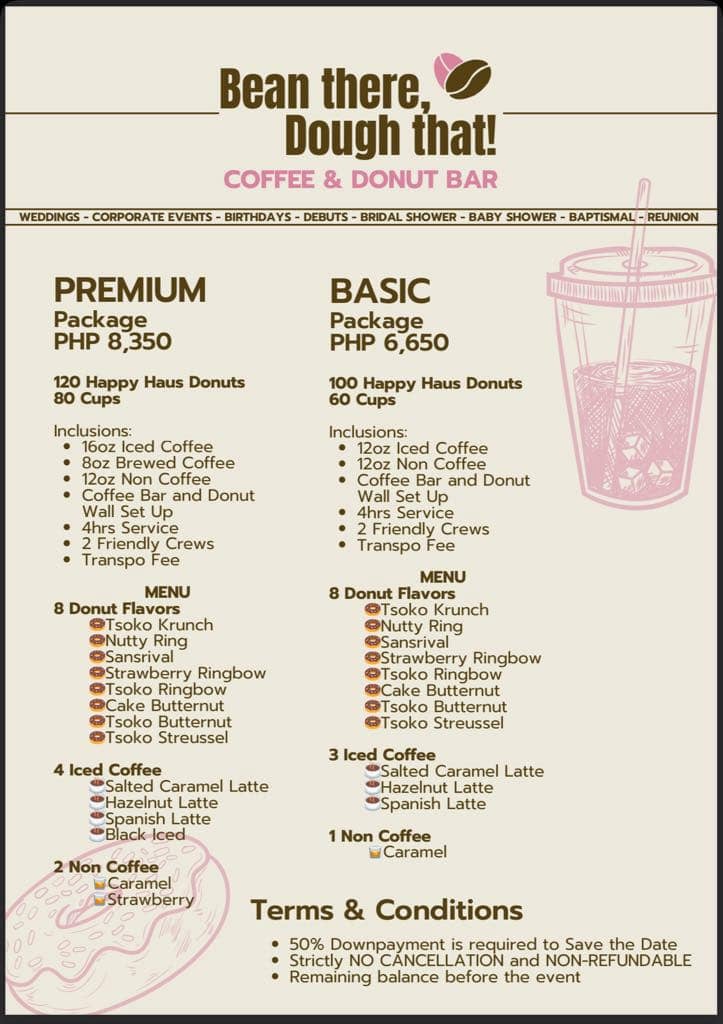 Bean there,
Dough that!
COFFEE & DONUT BAR
WEDDINGS - CORPORATE EVENTS - BIRTHDAYS - DEBUTS - BRIDAL SHOWER - BABY SHOWER - BAPTISMAL - REUNION
PREMIUM
Package
PHP 8,350
120 Happy Haus Donuts
80 Cups
Inclusions:
• 16oz Iced Coffee
• 8oz Brewed Coffee
• 12oz Non Coffee
• Coffee Bar and Donut
Wall Set Up
• 4hrs Service
• 2 Friendly Crews
• Transpo Fee
MENU
8 Donut Flavors
Tsoko Krunch
Nutty Ring
Sansrival
Strawberry Ringbow
Tsoko Ringbow
Cake Butternut
Tsoko Butternut
Tsoko Streussel
4 Iced Coffee
Salted Caramel Latte
Hazelnut Latte
Spanish Latte
Black Iced
2 Non Coffee
Caramel
Strawberry
BASIC
Package
PHP 6,650
100 Happy Haus Donuts
60 Cups
Inclusions:
• 12oz Iced Coffee
• 12oz Non Coffee
• Coffee Bar and Donut
Wall Set Up
• 4hrs Service
• 2 Friendly Crews
• Transpo Fee
MENU
8 Donut Flavors
Tsoko Krunch
Nutty Ring
Sansrival
Strawberry Ringbow
Tsoko Ringbow
Cake Butternut
Tsoko Butternut
Tsoko Streussel
3 Iced Coffee
Salted Caramel Latte
Hazelnut Latte
Spanish Latte
1 Non Coffee
Caramel
Terms & Conditions
• 50% Downpayment is required to Save the Date
• Strictly NO CANCELLATION and NON-REFUNDABLE
• Remaining balance before the event